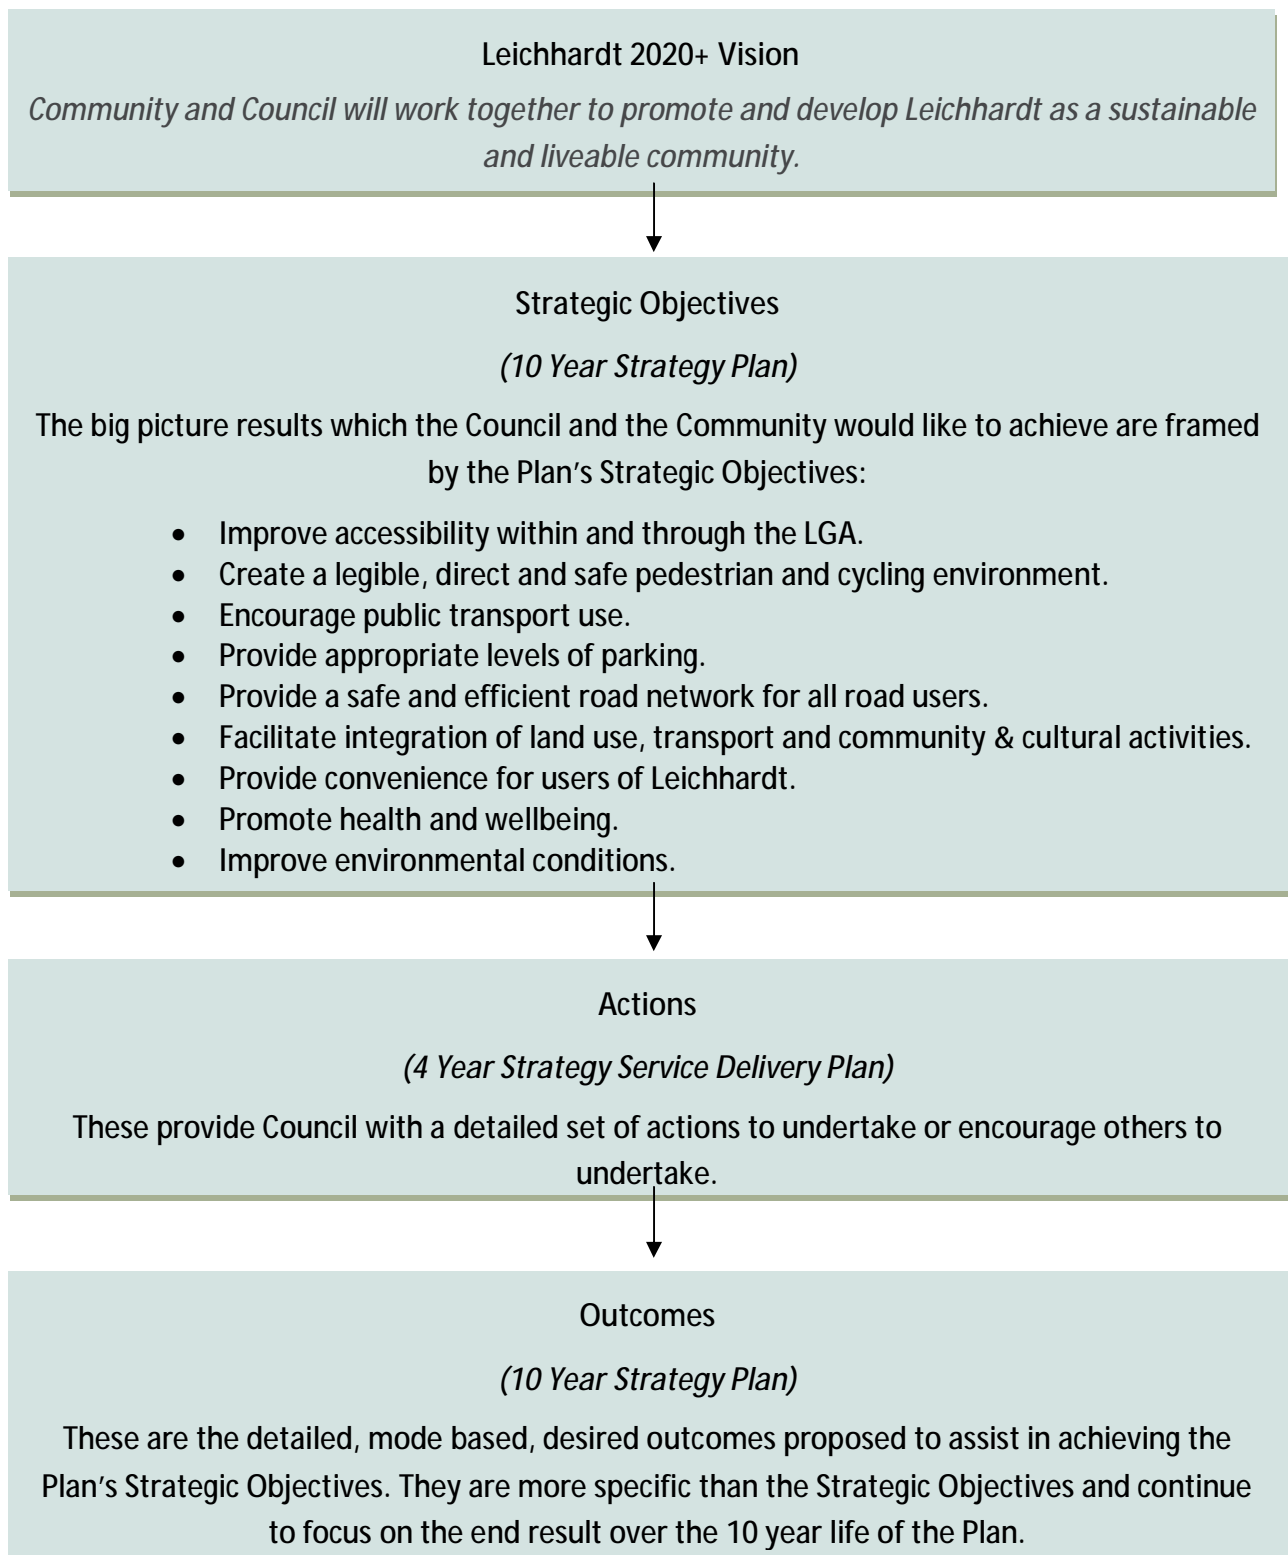 Leichhardt 2020+ Vision
Community and Council will work together to promote and develop Leichhardt as a sustainable
and liveable community.
Strategic Objectives
(10 Year Strategy Plan)
The big picture results which the Council and the Community would like to achieve are framed
by the Plan's Strategic Objectives:
• Improve accessibility within and through the LGA.
• Create a legible, direct and safe pedestrian and cycling environment.
• Encourage public transport use.
• Provide appropriate levels of parking.
• Provide a safe and efficient road network for all road users.
• Facilitate integration of land use, transport and community & cultural activities.
• Provide convenience for users of Leichhardt.
• Promote health and wellbeing.
• Improve environmental conditions.
Actions
(4 Year Strategy Service Delivery Plan)
These provide Council with a detailed set of actions to undertake or encourage others to
undertake.
Outcomes
(10 Year Strategy Plan)
These are the detailed, mode based, desired outcomes proposed to assist in achieving the
Plan's Strategic Objectives. They are more specific than the Strategic Objectives and continue
to focus on the end result over the 10 year life of the Plan.